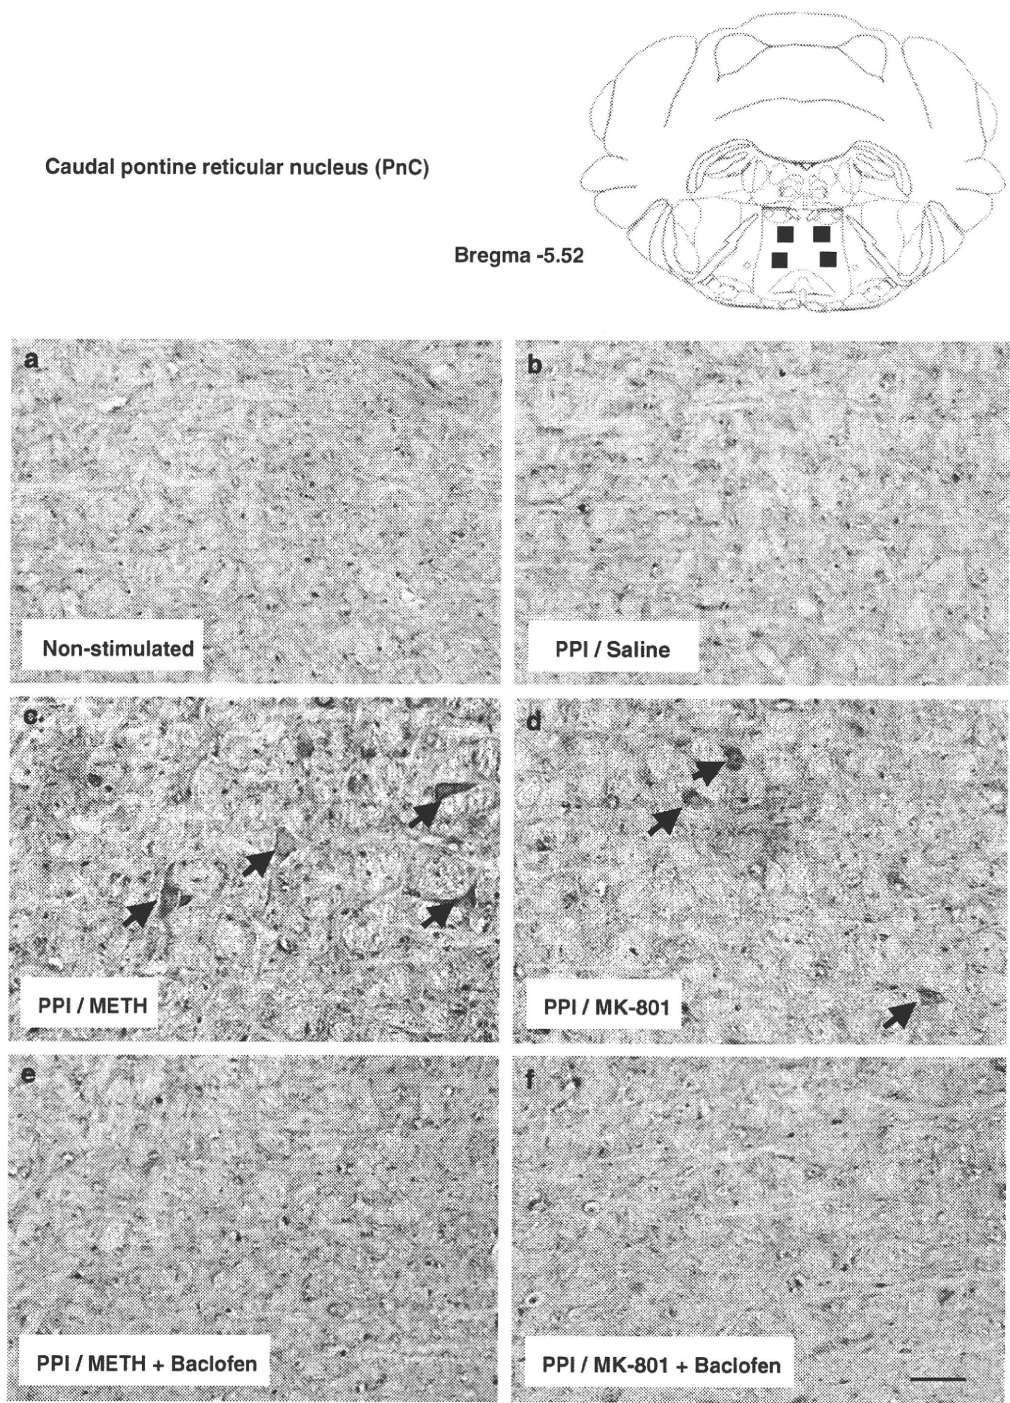 Caudal pontine reticular nucleus (PnC)
Bregma -5.52
a
b
Non-stimulated
PPI / Saline
c
d
PPI / METH
PPI / MK-801
e
f
PPI / METH + Baclofen
PPI / MK-801 + Baclofen